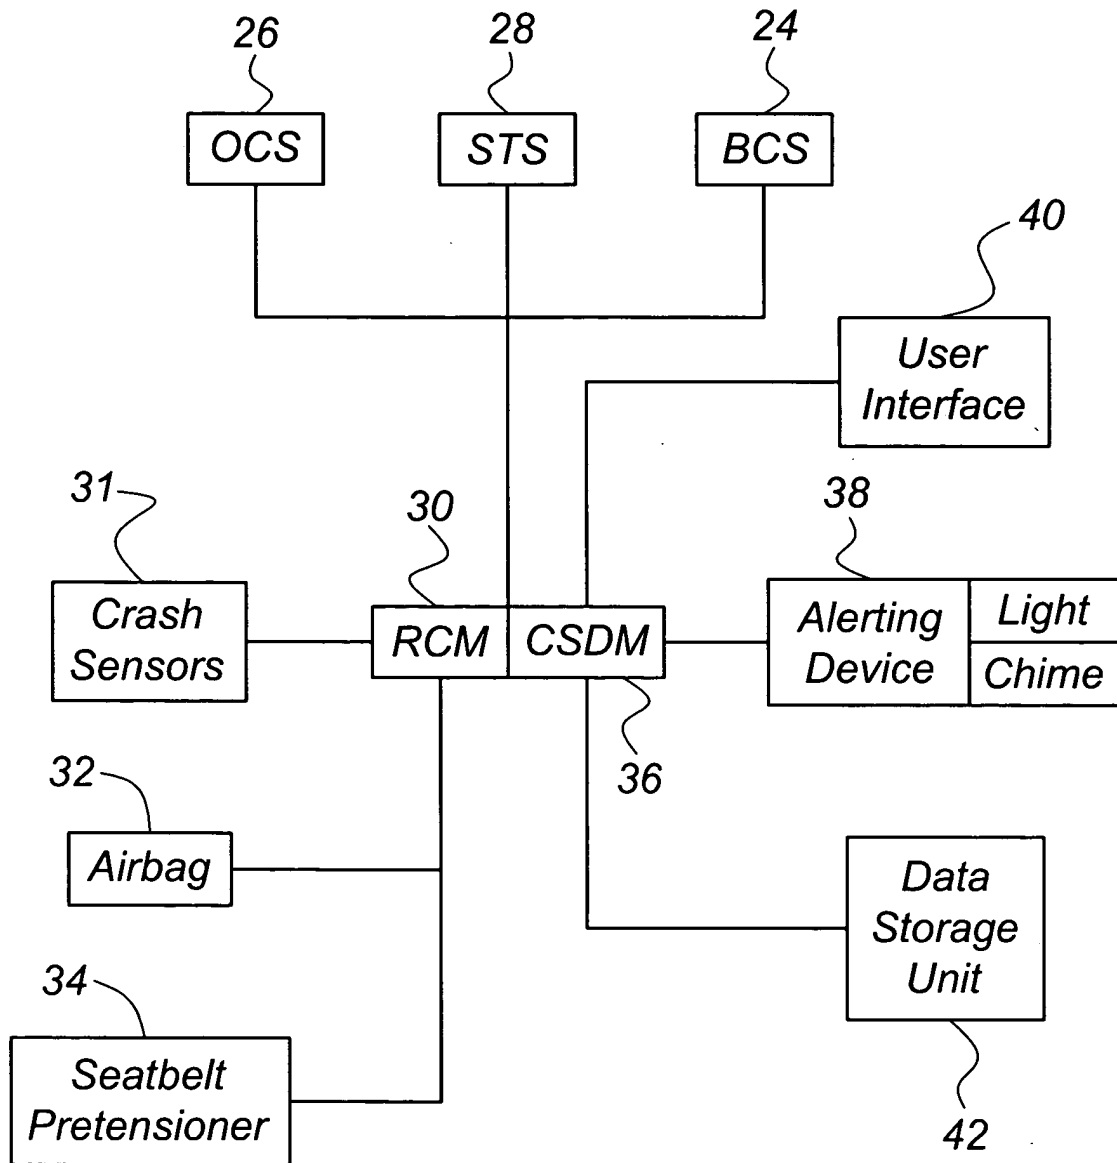 26
28
24
OCS
STS
BCS
40
User
Interface
31
30
38
Crash
Sensors
RCM
CSDM
Alerting
Device
Light
Chime
32
36
Airbag
Data
Storage
Unit
34
Seatbelt
Pretensioner
42